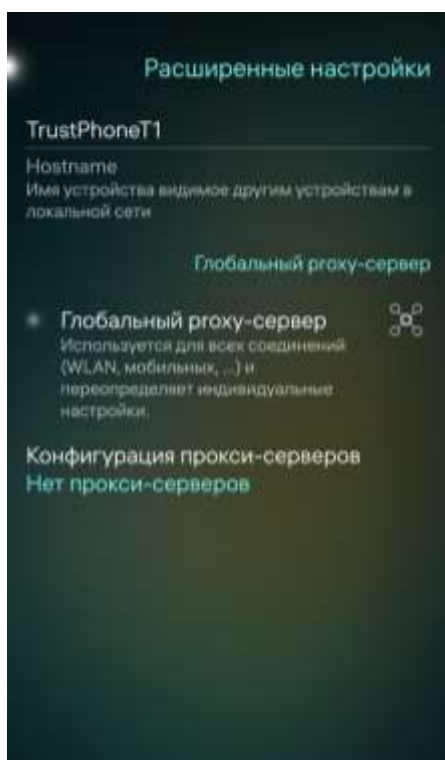 Расширенные настройки
TrustPhoneT1
Hostname
Имя устройства видимое другим устройствам в
локальной сети
Глобальный proxy-сервер
Глобальный proxy-сервер
Используется для всех соединений
(WLAN, мобильных, ...) и
переопределяет индивидуальные
настройки.
Конфигурация прокси-серверов
Нет прокси-серверов